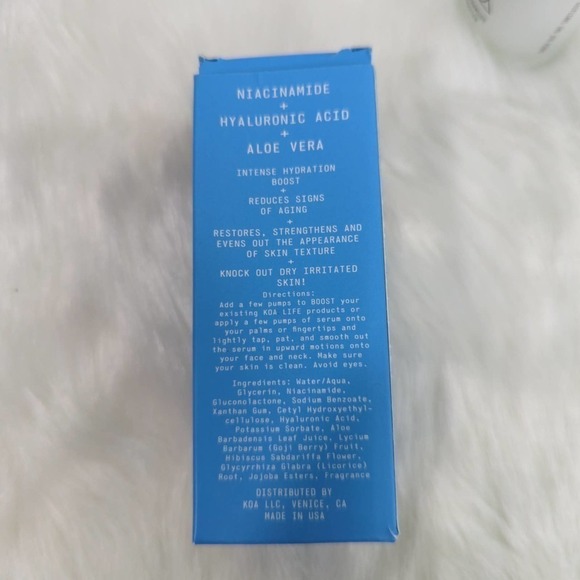 NIACINAMIDE
+
HYALURONIC ACID
+
ALOE VERA
INTENSE HYDRATION
BOOST
+
REDUCES SIGNS
OF AGING
+
RESTORES, STRENGTHENS AND
EVENS OUT THE APPEARANCE
OF SKIN TEXTURE
+
KNOCK OUT DRY IRRITATED
SKIN!
Directions:
Add a few pumps to BOOST your
existing KOA LIFE products or
apply a few pumps of serum onto
your palms or fingertips and
lightly tap, pat, and smooth out
the serum in upward motions onto
your face and neck. Make sure
your skin is clean. Avoid eyes.
Ingredients: Water/Aqua,
Glycerin, Niacinamide,
Gluconolactone, Sodium Benzoate,
Xanthan Gum, Cetyl Hydroxyethyl-
cellulose, Hyaluronic Acid,
Potassium Sorbate, Aloe
Barbadensis Leaf Juice, Lycium
Barbarum (Goji Berry) Fruit,
Hibiscus Sabdariffa Flower,
Glycyrrhiza Glabra (Licorice)
Root, Jojoba Esters, Fragrance
DISTRIBUTED BY
KOA LLC, VENICE, CA
MADE IN USA